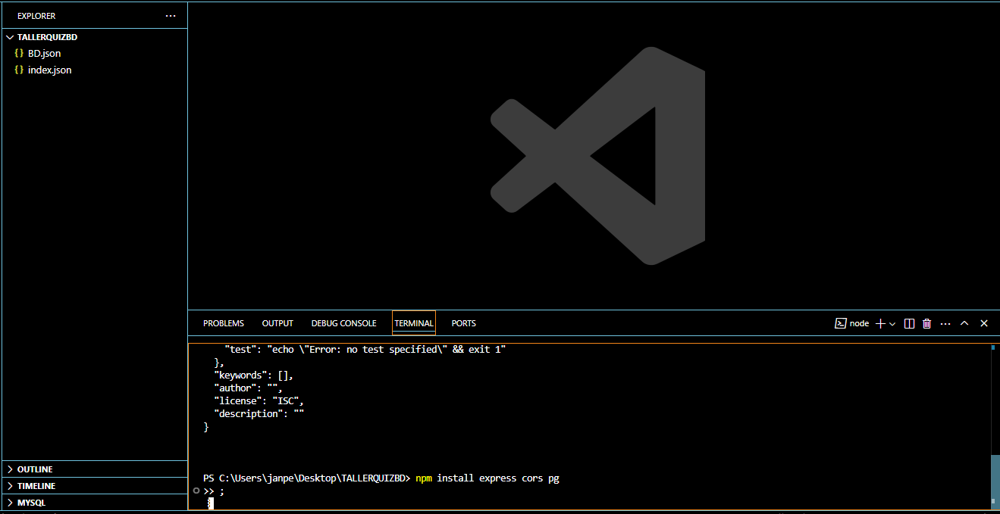 EXPLORER
TALLERQUIZBD
{} BD.json
{} index.json
OUTLINE
TIMELINE
MYSQL
PROBLEMS OUTPUT DEBUG CONSOLE TERMINAL PORTS
node
"test": "echo \"Error: no test specified\" && exit 1"
},
"keywords": [],
"author": "",
"license": "ISC",
"description": ""
}
PS C:\Users\janpe\Desktop\TALLERQUIZBD> npm install express cors pg
>> ;